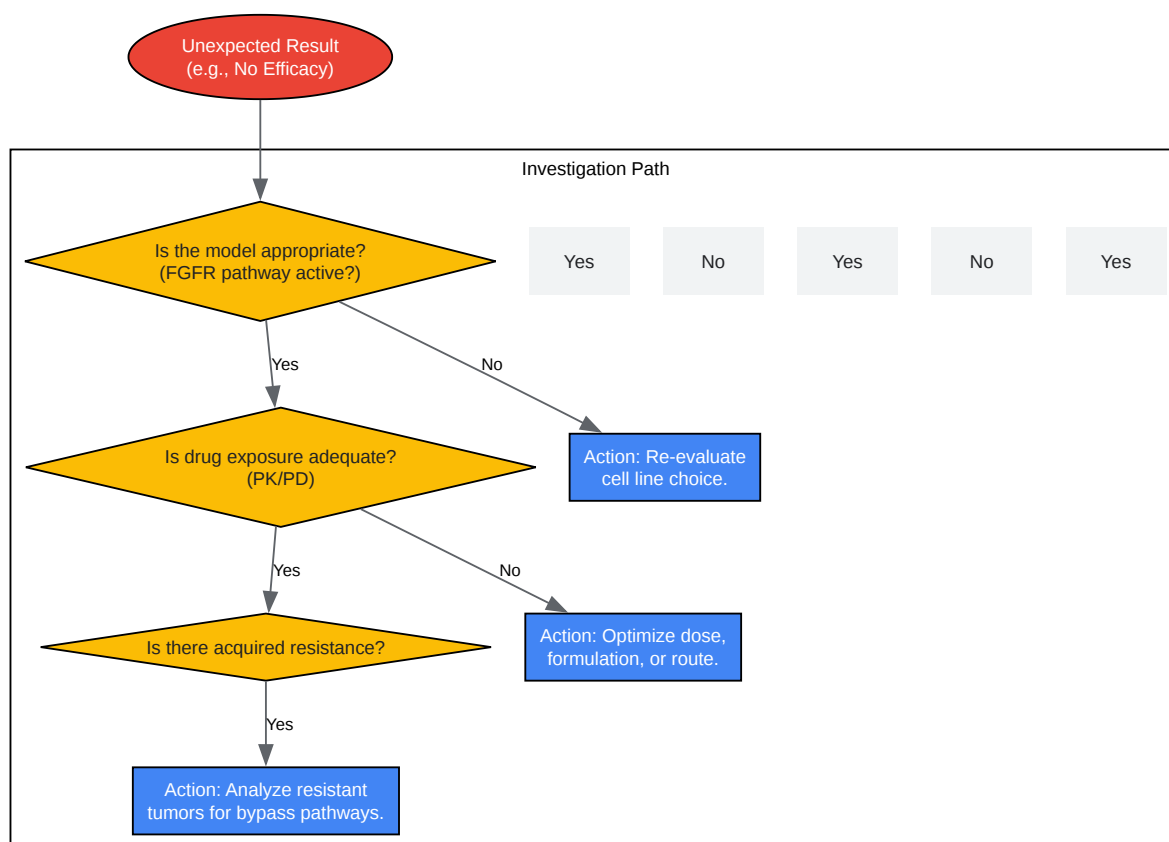 Unexpected Result
(e.g., No Efficacy)
Investigation Path
Is the model appropriate?
(FGFR pathway active?)
Yes
No
Yes
No
Yes
Yes
No
Is drug exposure adequate?
(PK/PD)
Action: Re-evaluate
cell line choice.
Yes
No
Is there acquired resistance?
Action: Optimize dose,
formulation, or route.
Yes
Action: Analyze resistant
tumors for bypass pathways.